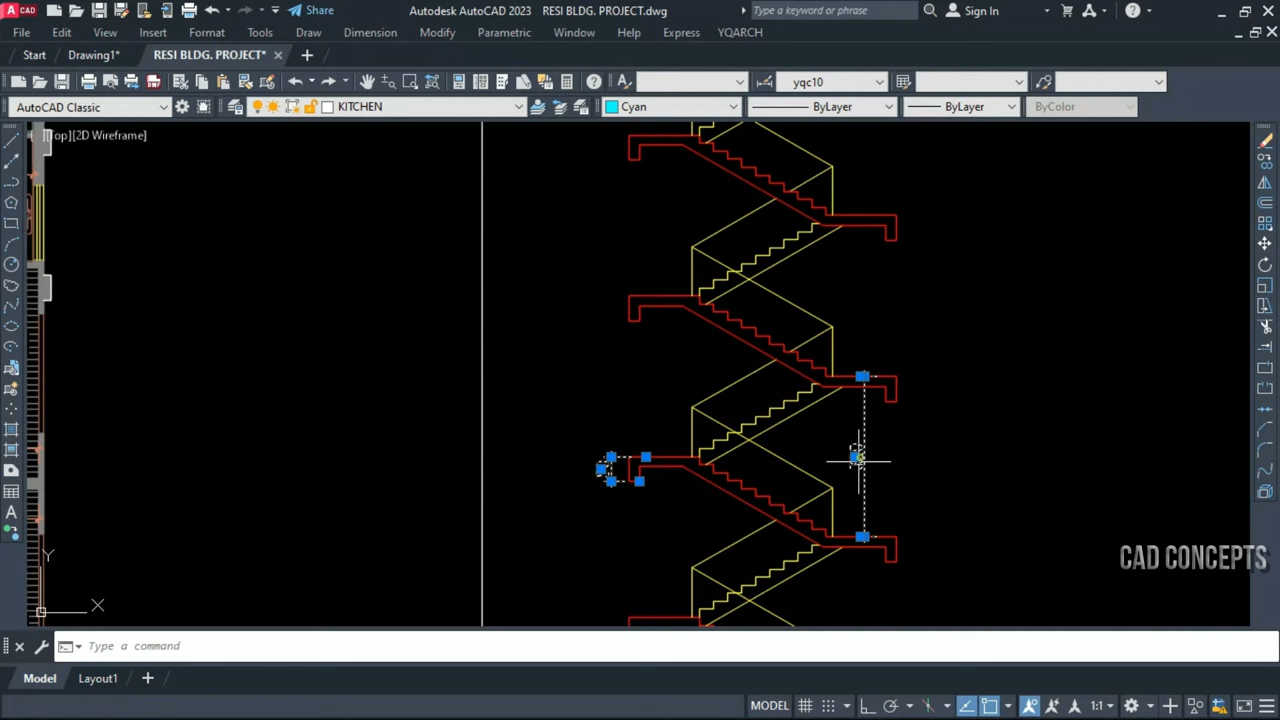 CAD
Share
Autodesk AutoCAD 2023 RESI BLDG. PROJECT.dwg
Type a keyword or phrase
Sign In
File Edit View Insert Format Tools Draw Dimension Modify Parametric Window Help Express YQARCH
Start Drawing1* RESI BLDG. PROJECT*
yqc10
AutoCAD Classic KITCHEN Cyan ByLayer ByLayer ByColor
Top][2D Wireframe]
CAD CONCEPTS
Y
X
Type a command
Model Layout1
MODEL 1:1